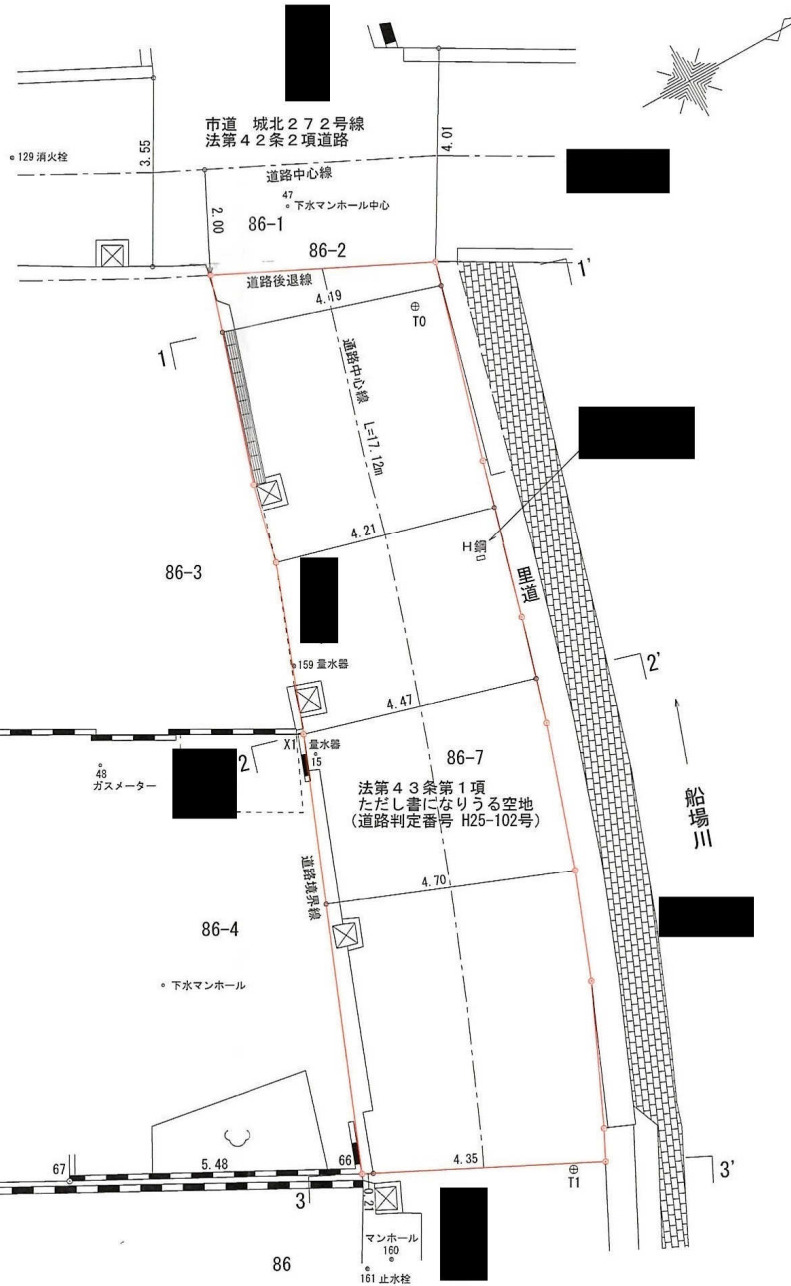 市道 城北272号線
法第42条2項道路
129 消火栓
3.55
4.01
道路中心線
47
下水マンホール中心
2.00
86-1
86-2
道路後退線
1'
4.19
T0
1
通路中心線 L=17.12m
4.21
H鋼
86-3
里道
159 量水器
2'
4.47
X1
量水器
15
2
86-7
48
ガスメーター
法第43条第1項
ただし書になりうる空地
(道路判定番号 H25-102号)
船場川
道路境界線
4.70
86-4
下水マンホール
67
5.48
66
4.35
T1
3'
3
0.21
マンホール
160
86
161 止水栓